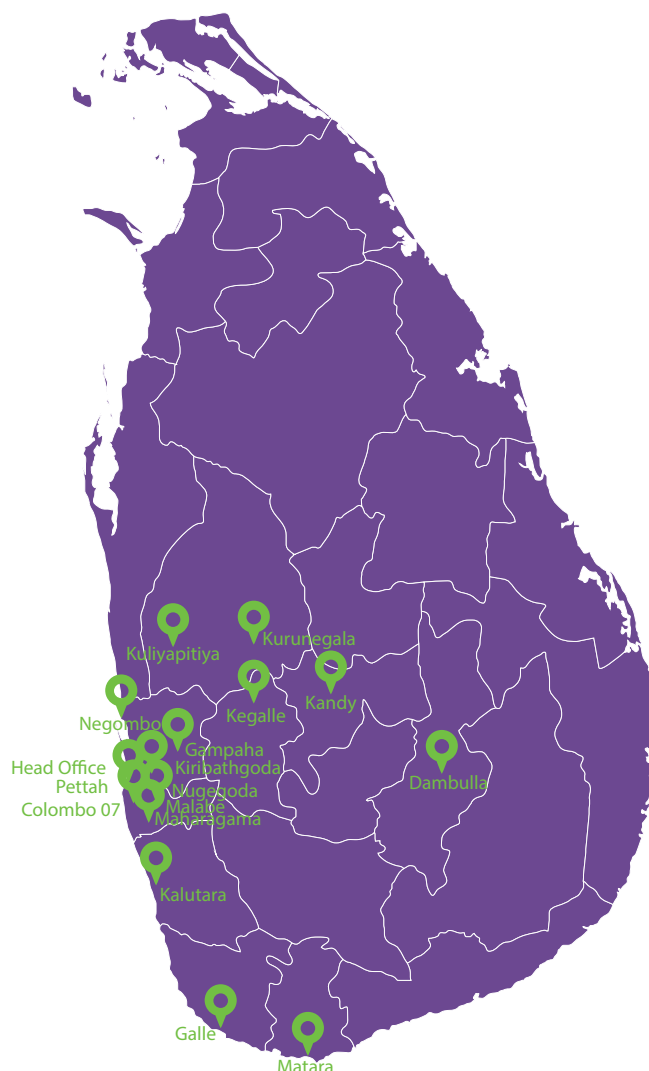 Kurunegala
Kuliyapitiya
Kandy
Kegalle
Negombo
Gampaha
Head Office
Kiribathgoda
Dambulla
Pettah
Nugegoda
Colombo 07
Malabe
Maharagama
Kalutara
Galle
Matara